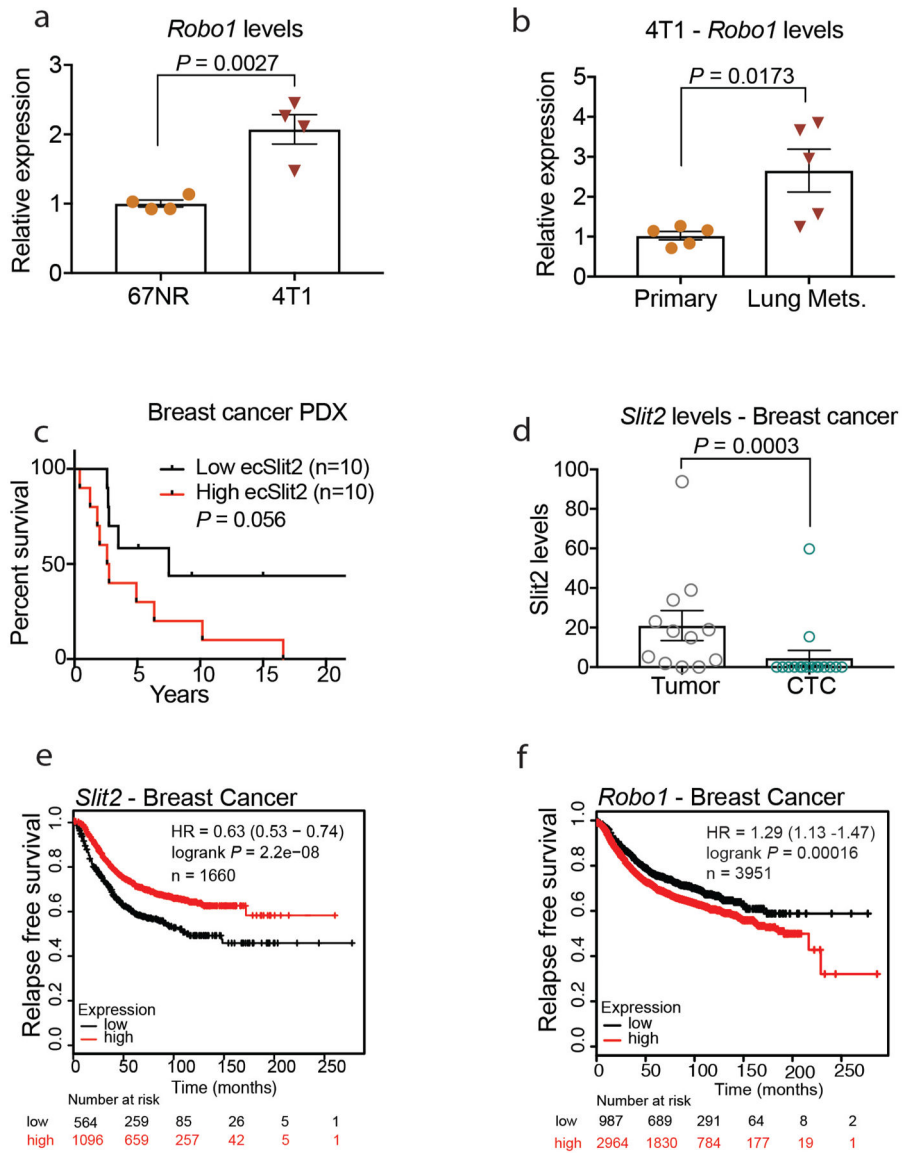 a
Robo1 levels
P = 0.0027
Relative expression
3
2
1
0
67NR 4T1
b
4T1 - Robo1 levels
P = 0.0173
Relative expression
5
4
3
2
1
0
Primary Lung Mets.
c
Breast cancer PDX
Low ecSlit2 (n=10)
High ecSlit2 (n=10)
P = 0.056
Percent survival
100
50
0
0 5 10 15 20
Years
d
Slit2 levels - Breast cancer
P = 0.0003
Slit2 levels
100
80
60
40
20
0
Tumor CTC
e
Slit2 - Breast Cancer
HR = 0.63 (0.53 − 0.74)
logrank P = 2.2e−08
n = 1660
Relapse free survival
1.0
0.8
0.6
0.4
0.2
0.0
Expression
low
high
0 50 100 150 200 250
Time (months)
Number at risk
low 564 259 85 26 5 1
high 1096 659 257 42 5 1
f
Robo1 - Breast Cancer
HR = 1.29 (1.13 -1.47)
logrank P = 0.00016
n = 3951
Relapse free survival
1.0
0.8
0.6
0.4
0.2
0.0
Expression
low
high
0 50 100 150 200 250
Time (months)
Number at risk
low 987 689 291 64 8 2
high 2964 1830 784 177 19 1